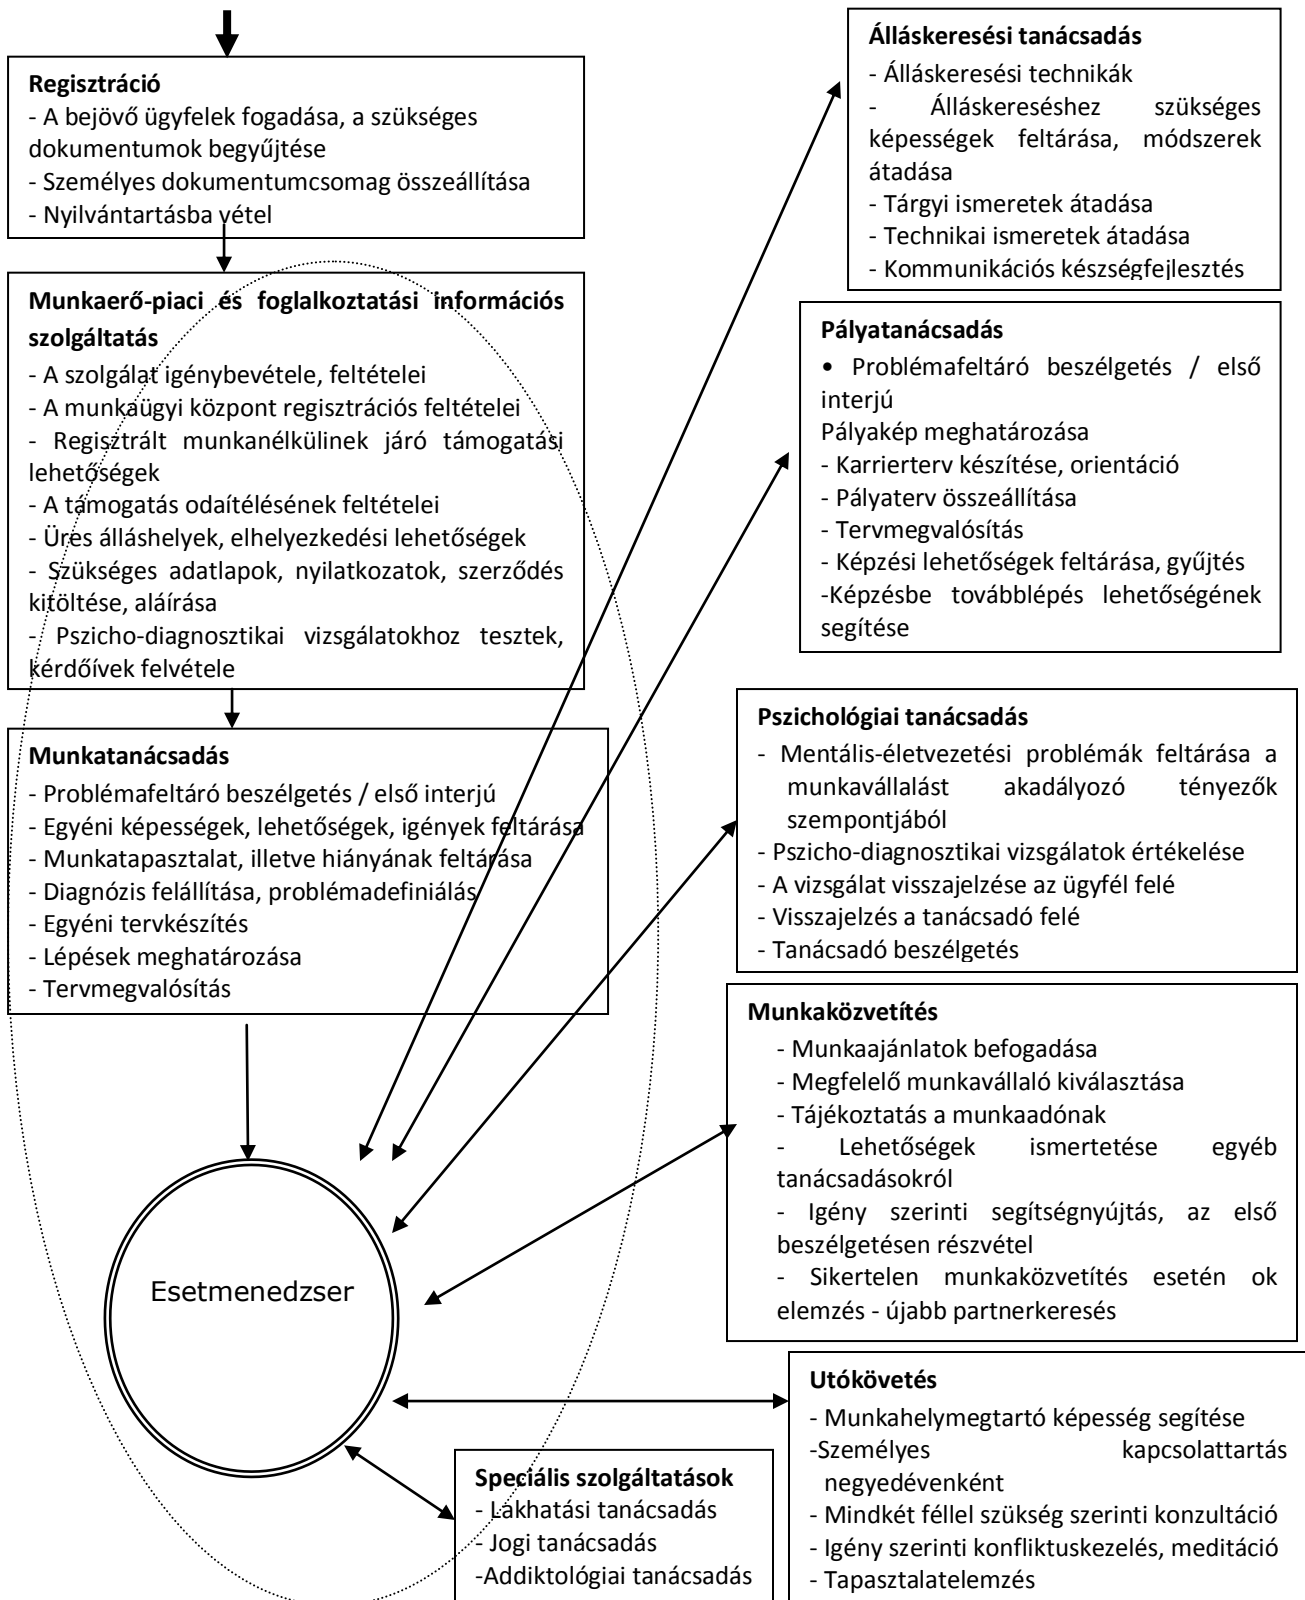 Regisztráció
- A bejövő ügyfelek fogadása, a szükséges
dokumentumok begyűjtése
- Személyes dokumentumcsomag összeállítása
- Nyilvántartásba vétel
Munkaerő-piaci és foglalkoztatási információs
szolgáltatás
- A szolgálat igénybevétele, feltételei
- A munkaügyi központ regisztrációs feltételei
- Regisztrált munkanélkülinek járó támogatási
lehetőségek
- A támogatás odaítélésének feltételei
- Üres álláshelyek, elhelyezkedési lehetőségek
- Szükséges adatlapok, nyilatkozatok, szerződés
kitöltése, aláírása
- Pszicho-diagnosztikai vizsgálatokhoz tesztek,
kérdőívek felvétele
Munkatanácsadás
- Problémafeltáró beszélgetés / első interjú
- Egyéni képességek, lehetőségek, igények feltárása
- Munkatapasztalat, illetve hiányának feltárása
- Diagnózis felállítása, problémadefiniálás
- Egyéni tervkészítés
- Lépések meghatározása
- Tervmegvalósítás
Esetmenedzser
Álláskeresési tanácsadás
- Álláskeresési technikák
- Álláskereséshez szükséges
képességek feltárása, módszerek
átadása
- Tárgyi ismeretek átadása
- Technikai ismeretek átadása
- Kommunikációs készségfejlesztés
Pályatanácsadás
• Problémafeltáró beszélgetés / első
interjú
Pályakép meghatározása
- Karrierterv készítése, orientáció
- Pályaterv összeállítása
- Tervmegvalósítás
- Képzési lehetőségek feltárása, gyűjtés
-Képzésbe továbblépés lehetőségének
segítése
Pszichológiai tanácsadás
- Mentális-életvezetési problémák feltárása a
munkavállalást akadályozó tényezők
szempontjából
- Pszicho-diagnosztikai vizsgálatok értékelése
- A vizsgálat visszajelzése az ügyfél felé
- Visszajelzés a tanácsadó felé
- Tanácsadó beszélgetés
Munkaközvetítés
- Munkaajánlatok befogadása
- Megfelelő munkavállaló kiválasztása
- Tájékoztatás a munkaadónak
- Lehetőségek ismertetése egyéb
tanácsadásokról
- Igény szerinti segítségnyújtás, az első
beszélgetésen részvétel
- Sikertelen munkaközvetítés esetén ok
elemzés - újabb partnerkeresés
Utókövetés
- Munkahelymegtartó képesség segítése
-Személyes kapcsolattartás
negyedévenként
- Mindkét féllel szükség szerinti konzultáció
- Igény szerinti konfliktuskezelés, meditáció
- Tapasztalatelemzés
Speciális szolgáltatások
- Lakhatási tanácsadás
- Jogi tanácsadás
-Addiktológiai tanácsadás